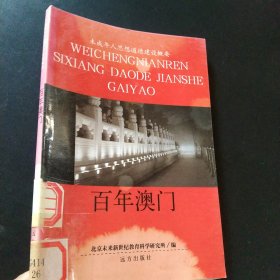 未成年人思想道德建设概要
WEICHENGNIANREN
SIXIANG DAODE JIANSHE
GAIYAO
百年澳门
北京未来新世纪教育科学研究所/编
远方出版社
G414
26